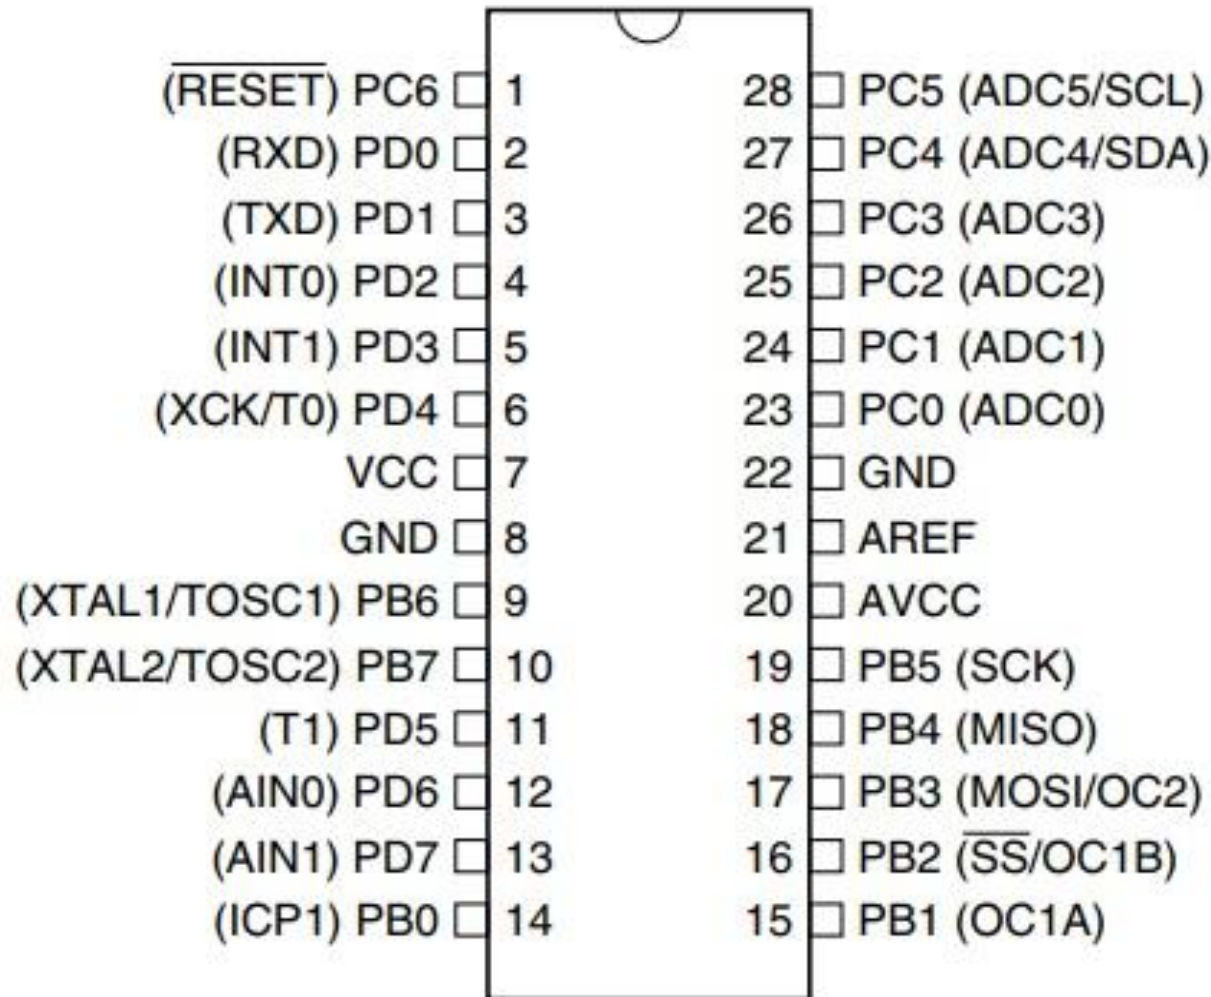 (RESET) PC6 1 28 PC5 (ADC5/SCL)
(RXD) PD0 2 27 PC4 (ADC4/SDA)
(TXD) PD1 3 26 PC3 (ADC3)
(INT0) PD2 4 25 PC2 (ADC2)
(INT1) PD3 5 24 PC1 (ADC1)
(XCK/T0) PD4 6 23 PC0 (ADC0)
VCC 7 22 GND
GND 8 21 AREF
(XTAL1/TOSC1) PB6 9 20 AVCC
(XTAL2/TOSC2) PB7 10 19 PB5 (SCK)
(T1) PD5 11 18 PB4 (MISO)
(AIN0) PD6 12 17 PB3 (MOSI/OC2)
(AIN1) PD7 13 16 PB2 (SS/OC1B)
(ICP1) PB0 14 15 PB1 (OC1A)